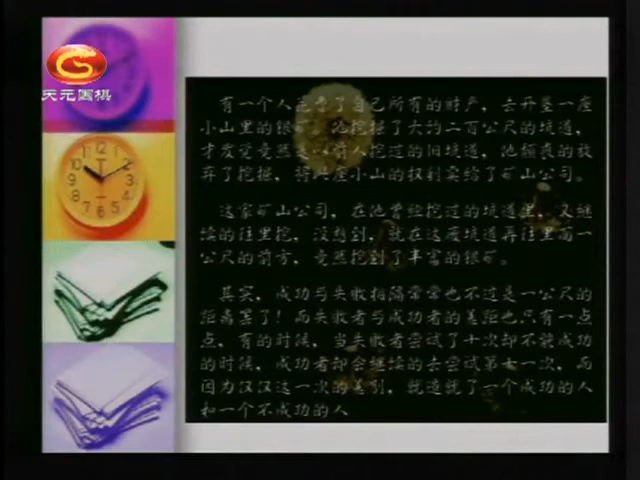 天元围棋
有一个人变卖了自己所有的财产，去开垦一座
小山里的银矿。他挖掘了大约二百公尺的坑道，
才发觉竟然是以前人挖过的旧坑道，他颓丧的放
弃了挖掘，将此座小山的权利卖给了矿山公司。
这家矿山公司，在他曾经挖过的坑道里，又继
续的往里挖，没想到，就在这废坑道再往里面一
公尺的前方，竟然挖到了丰富的银矿。
其实，成功与失败相隔常常也不过是一公尺的
距离罢了！而失败者与成功者的差距也只有一点
点，有的时候，当失败者尝试了十次却不能成功
的时候，成功者却会继续的去尝试第十一次，而
因为仅仅这一次的差别，就造就了一个成功的人
和一个不成功的人